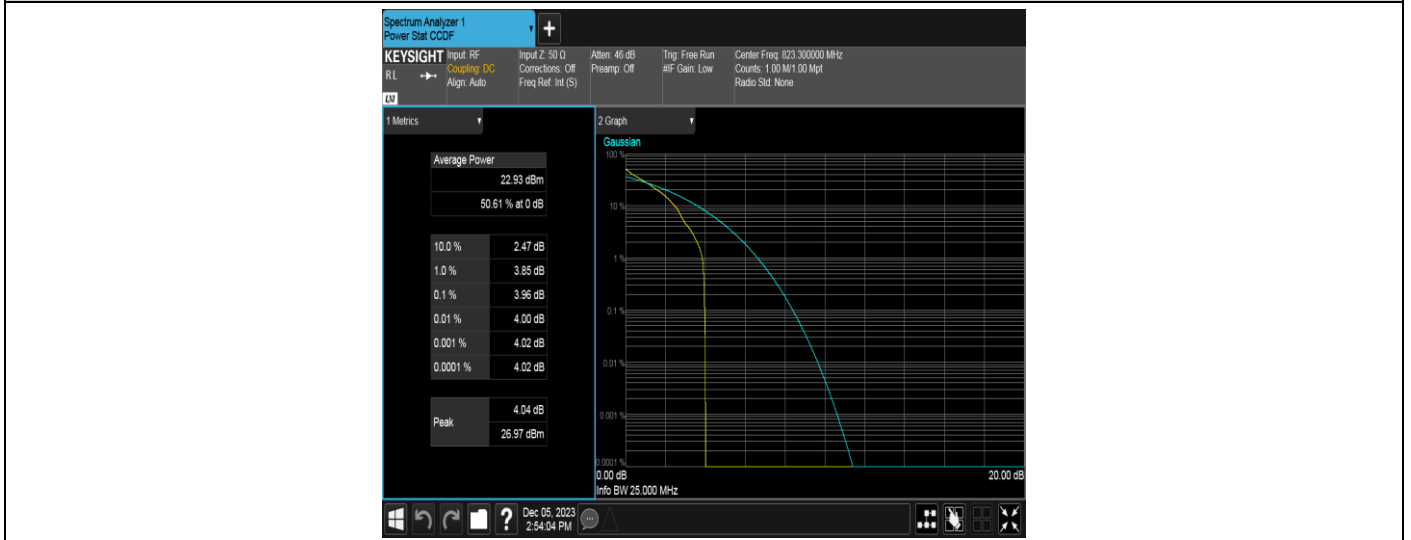 Spectrum Analyzer 1
Power Stat CCDF
+
KEYSIGHT Input: RF Input Z: 50 Ω Atten: 46 dB Trig: Free Run Center Freq: 823.300000 MHz
RL Coupling: DC Corrections: Off Preamp: Off #IF Gain: Low Counts: 1.00 M/1.00 Mpt
Align: Auto Freq Ref: Int (S) Radio Std: None
LXI
1 Metrics
Average Power
22.93 dBm
50.61 % at 0 dB
10.0 % 2.47 dB
1.0 % 3.85 dB
0.1 % 3.96 dB
0.01 % 4.00 dB
0.001 % 4.02 dB
0.0001 % 4.02 dB
Peak 4.04 dB
26.97 dBm
2 Graph
Gaussian
100 %
10 %
1 %
0.1 %
0.01 %
0.001 %
0.0001 %
0.00 dB 20.00 dB
Info BW 25.000 MHz
? Dec 05, 2023
2:54:04 PM